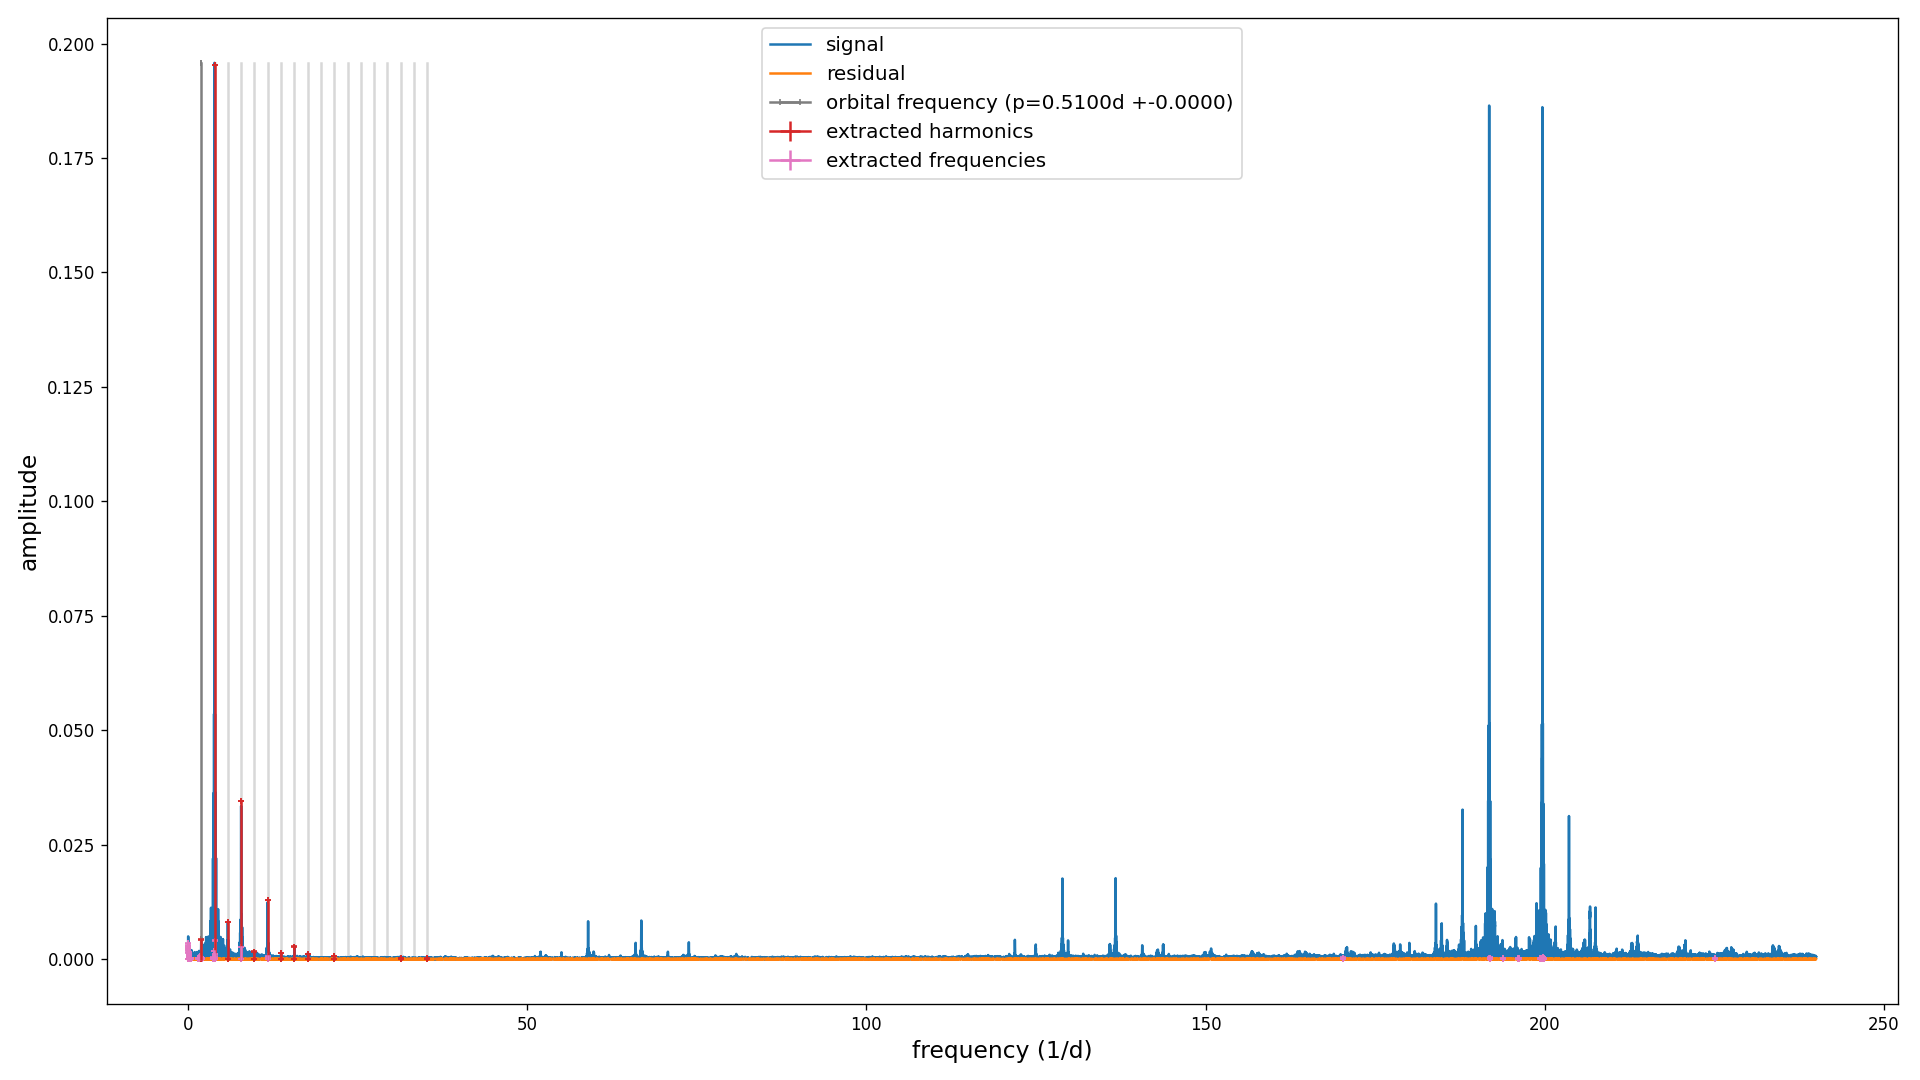 signal
residual
orbital frequency (p=0.5100d +-0.0000)
extracted harmonics
extracted frequencies
0.200
0.175
0.150
0.125
0.100
0.075
0.050
0.025
0.000
amplitude
0 50 100 150 200 250
frequency (1/d)